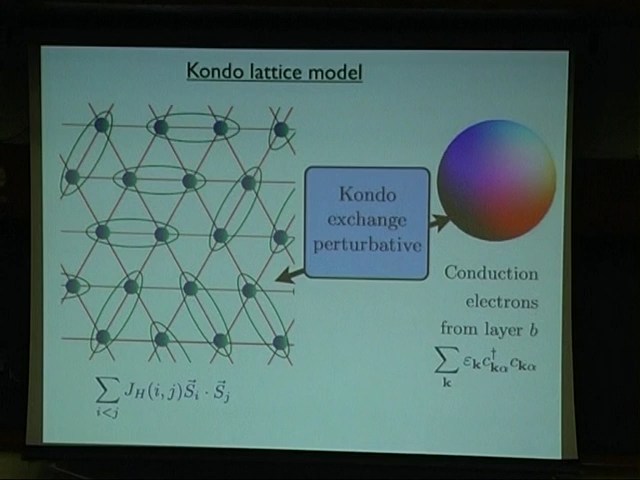 Kondo lattice model
Kondo
exchange
perturbative
Conduction
electrons
from layer b
∑_k ε_k c†_kα c_kα
∑_{i<j} J_H(i,j) S⃗_i · S⃗_j